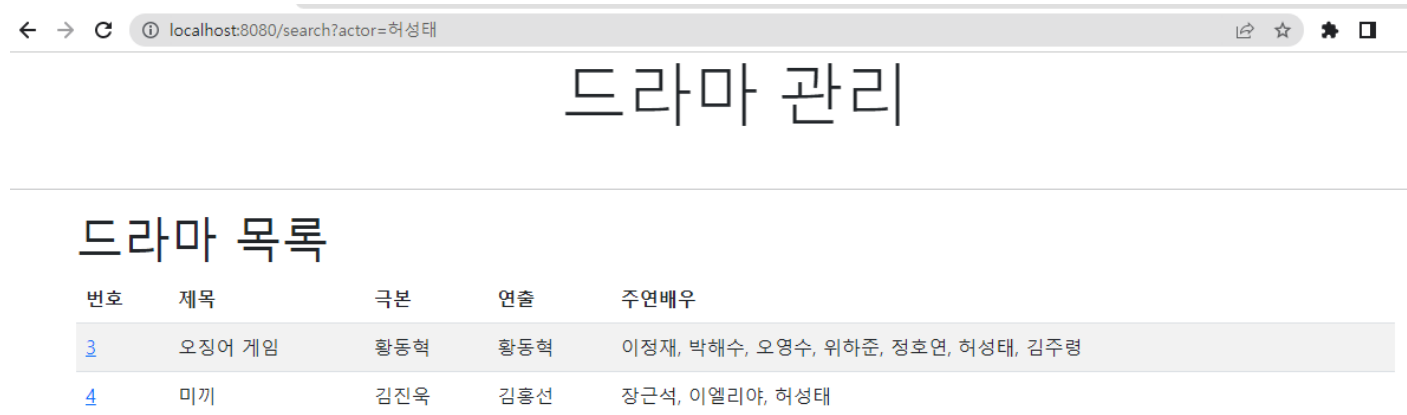 localhost:8080/search?actor=허성태
드라마 관리
드라마 목록
번호 제목 극본 연출 주연배우
3 오징어 게임 황동혁 황동혁 이정재, 박해수, 오영수, 위하준, 정호연, 허성태, 김주령
4 미끼 김진욱 김홍선 장근석, 이엘리야, 허성태